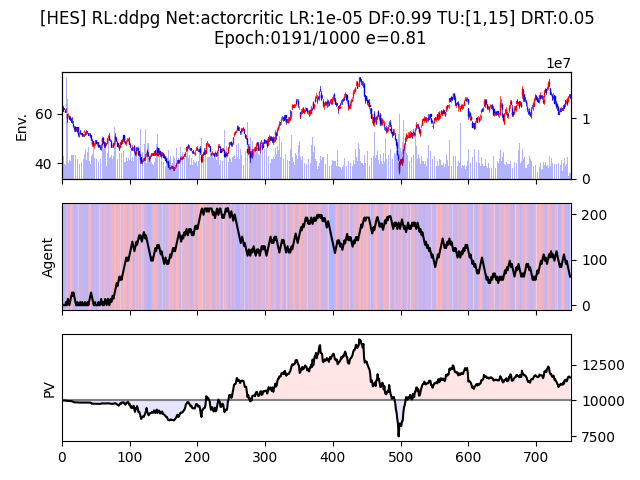 [HES] RL:ddpg Net:actorcritic LR:1e-05 DF:0.99 TU:[1,15] DRT:0.05
Epoch:0191/1000 e=0.81
1e7
Env.
60
40
1
0
Agent
200
100
0
PV
12500
10000
7500
0 100 200 300 400 500 600 700